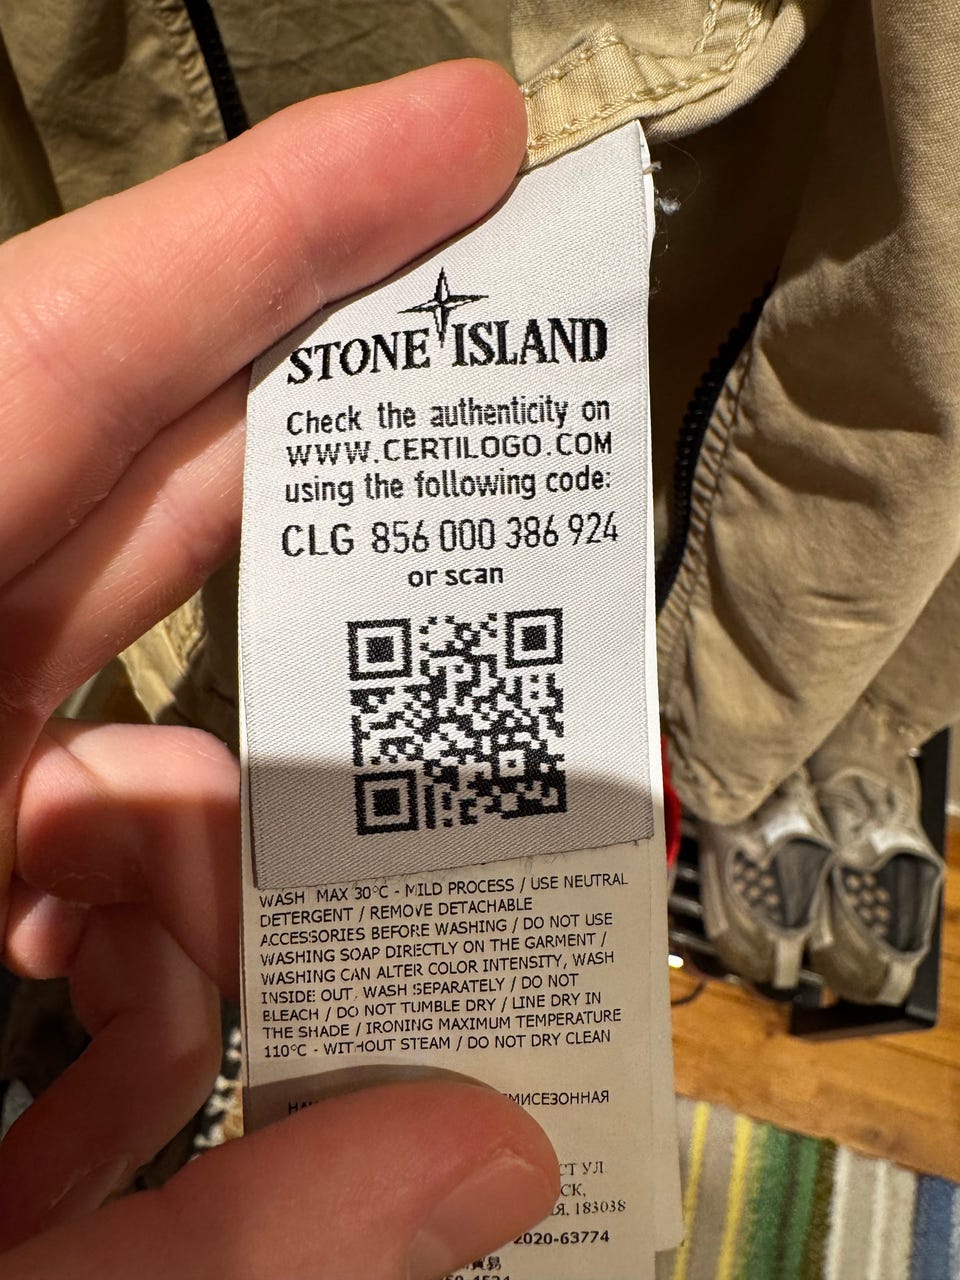 STONE ISLAND
Check the authenticity on
WWW.CERTILOGO.COM
using the following code:
CLG 856 000 386 924
or scan
WASH MAX 30°C - MILD PROCESS / USE NEUTRAL
DETERGENT / REMOVE DETACHABLE
ACCESSORIES BEFORE WASHING / DO NOT USE
WASHING SOAP DIRECTLY ON THE GARMENT /
WASHING CAN ALTER COLOR INTENSITY, WASH
INSIDE OUT, WASH SEPARATELY / DO NOT
BLEACH / DO NOT TUMBLE DRY / LINE DRY IN
THE SHADE / IRONING MAXIMUM TEMPERATURE
110°C - WITHOUT STEAM / DO NOT DRY CLEAN
УЛ
183038
2020-63774